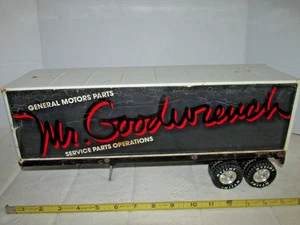 GENERAL MOTORS PARTS
Mr. Goodwrench
SERVICE PARTS OPERATIONS